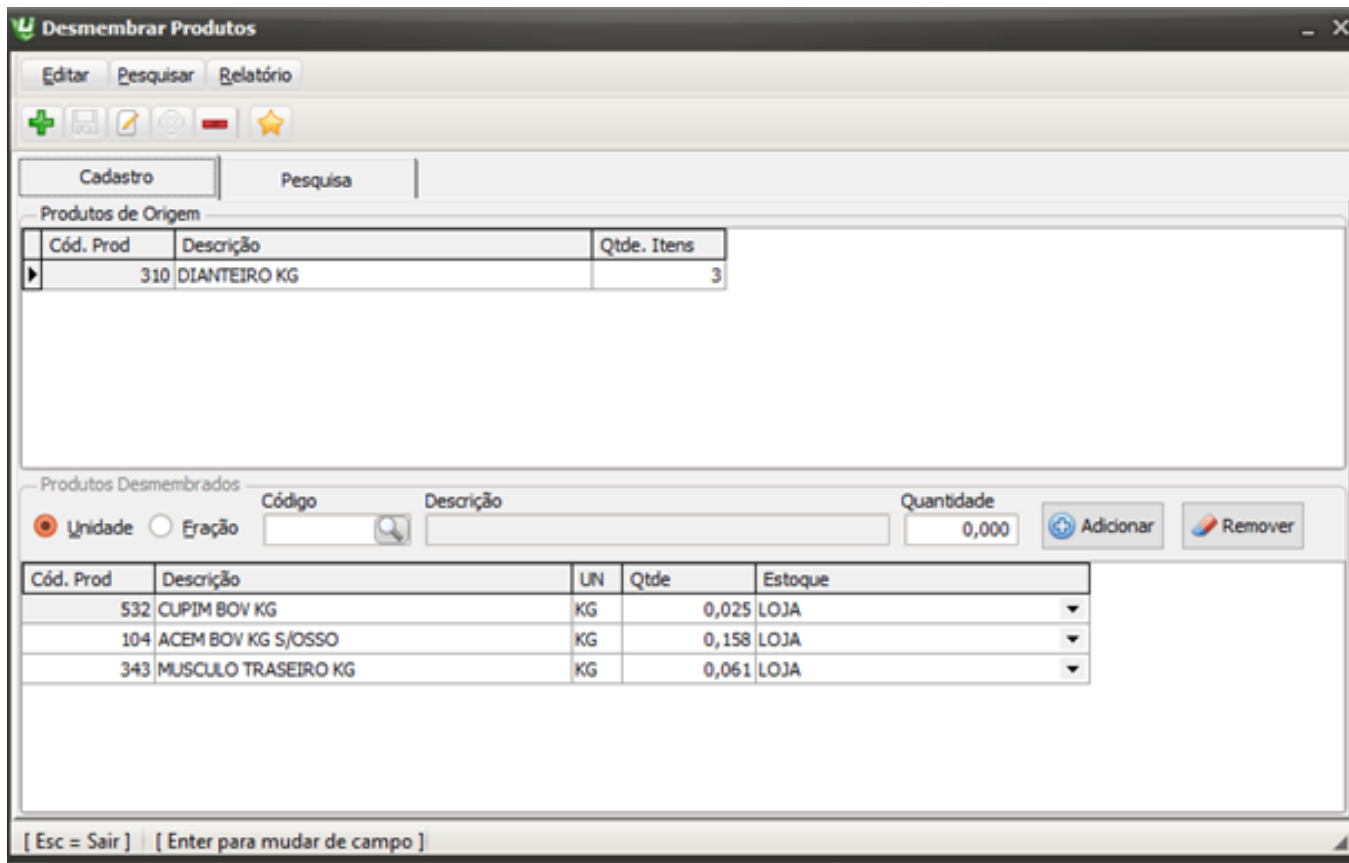 Desmembrar Produtos
Editar Pesquisar Relatório
Cadastro Pesquisa
Produtos de Origem
Cód. Prod Descrição Qtde. Itens
310 DIANTEIRO KG 3
Produtos Desmembrados
Código Descrição Quantidade
Unidade Fração 0,000 Adicionar Remover
Cód. Prod Descrição UN Qtde Estoque
532 CUPIM BOV KG KG 0,025 LOJA
104 ACEM BOV KG S/OSSO KG 0,158 LOJA
343 MUSCULO TRASEIRO KG KG 0,061 LOJA
[ Esc = Sair ] [ Enter para mudar de campo ]